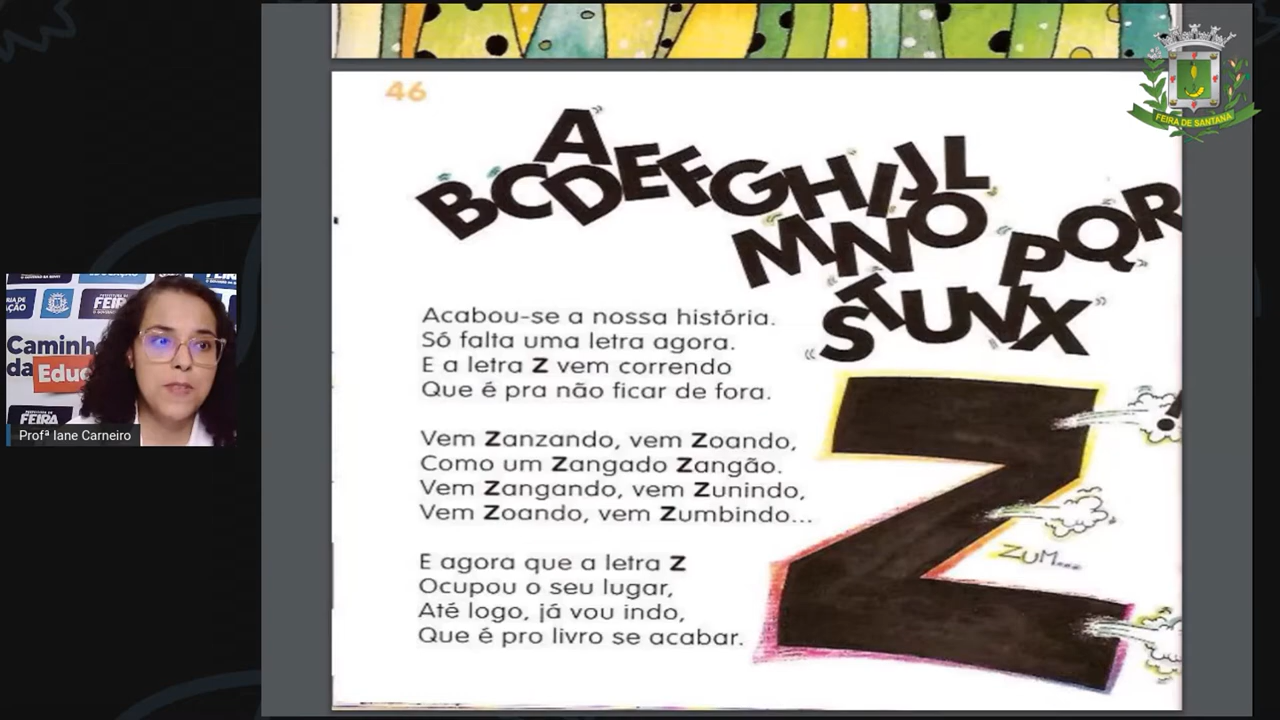 46
A
BCDEFGHIJL
MNO PQR
STUVX
Acabou-se a nossa história.
Só falta uma letra agora.
E a letra Z vem correndo
Que é pra não ficar de fora.
Vem Zanzando, vem Zoando,
Como um Zangado Zangão.
Vem Zangando, vem Zunindo,
Vem Zoando, vem Zumbindo...
E agora que a letra Z
Ocupou o seu lugar,
Até logo, já vou indo,
Que é pro livro se acabar.
Z
ZUM...
FEIRA DE SANTANA
Caminh
da Edu
FEIRA
Profª Iane Carneiro